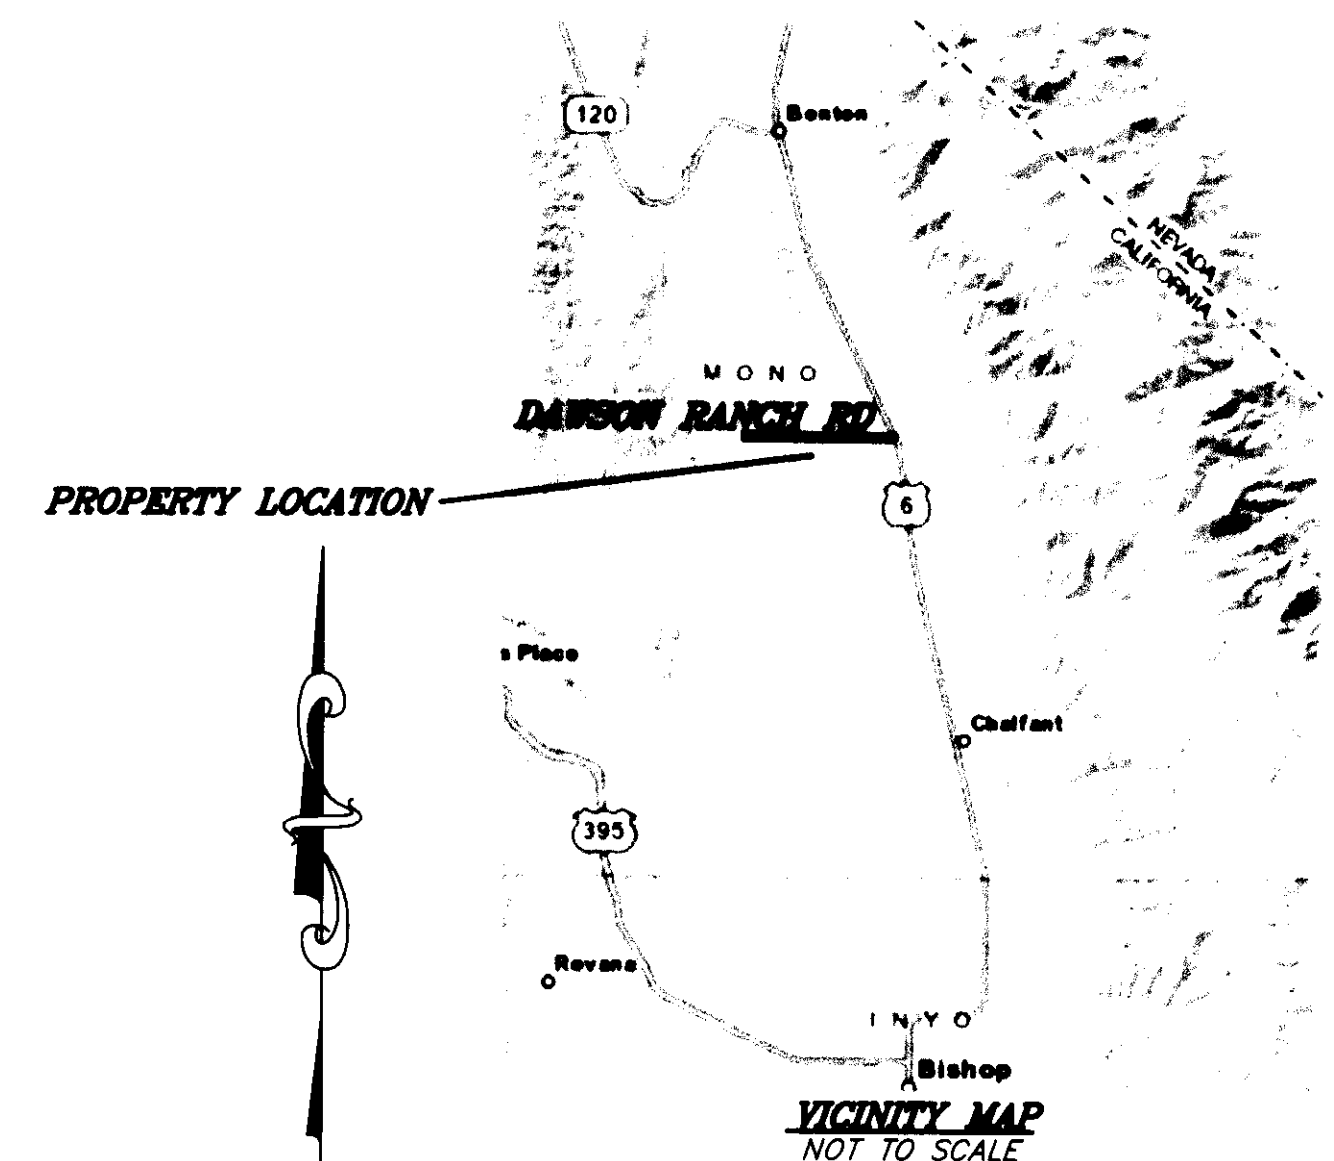 120
Benton
NEVADA
CALIFORNIA
MONO
DAWSON RANCH RD
PROPERTY LOCATION
6
s Place
Chalfant
395
Rovana
INYO
Bishop
VICINITY MAP
NOT TO SCALE